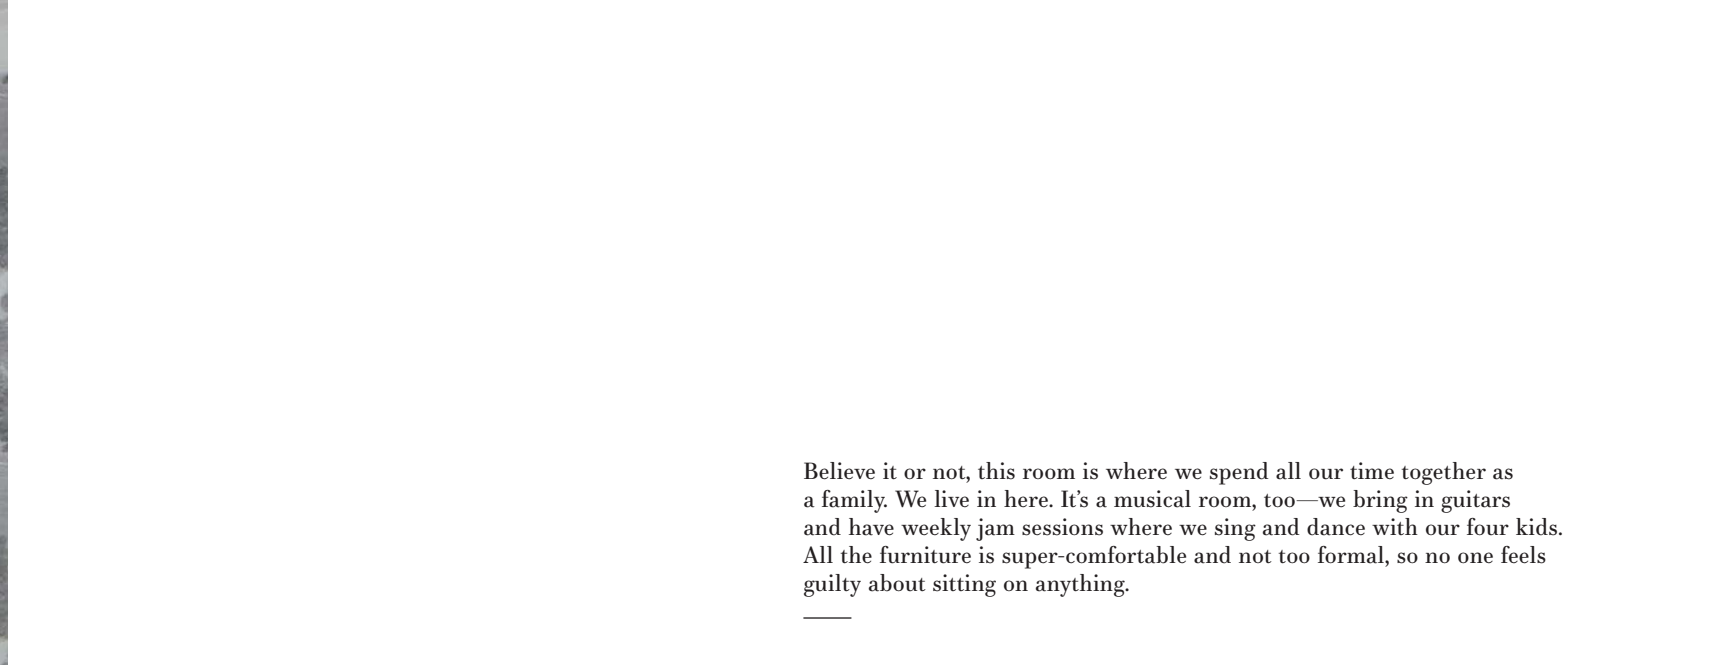 Believe it or not, this room is where we spend all our time together as
a family. We live in here. It’s a musical room, too—we bring in guitars
and have weekly jam sessions where we sing and dance with our four kids.
All the furniture is super-comfortable and not too formal, so no one feels
guilty about sitting on anything.